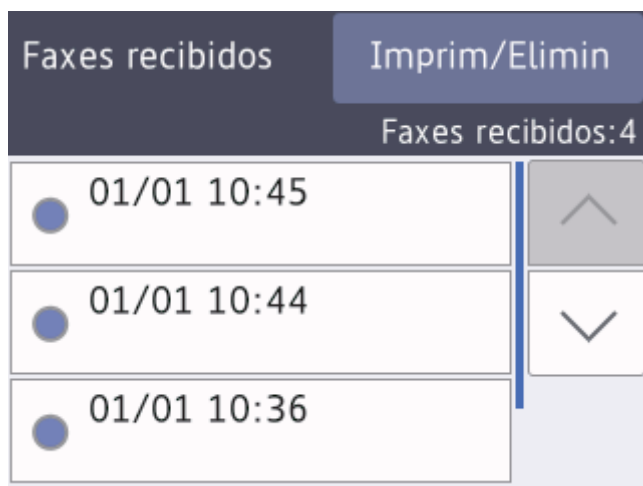 Faxes recibidos
Imprim/Elimin
Faxes recibidos:4
01/01 10:45
01/01 10:44
01/01 10:36